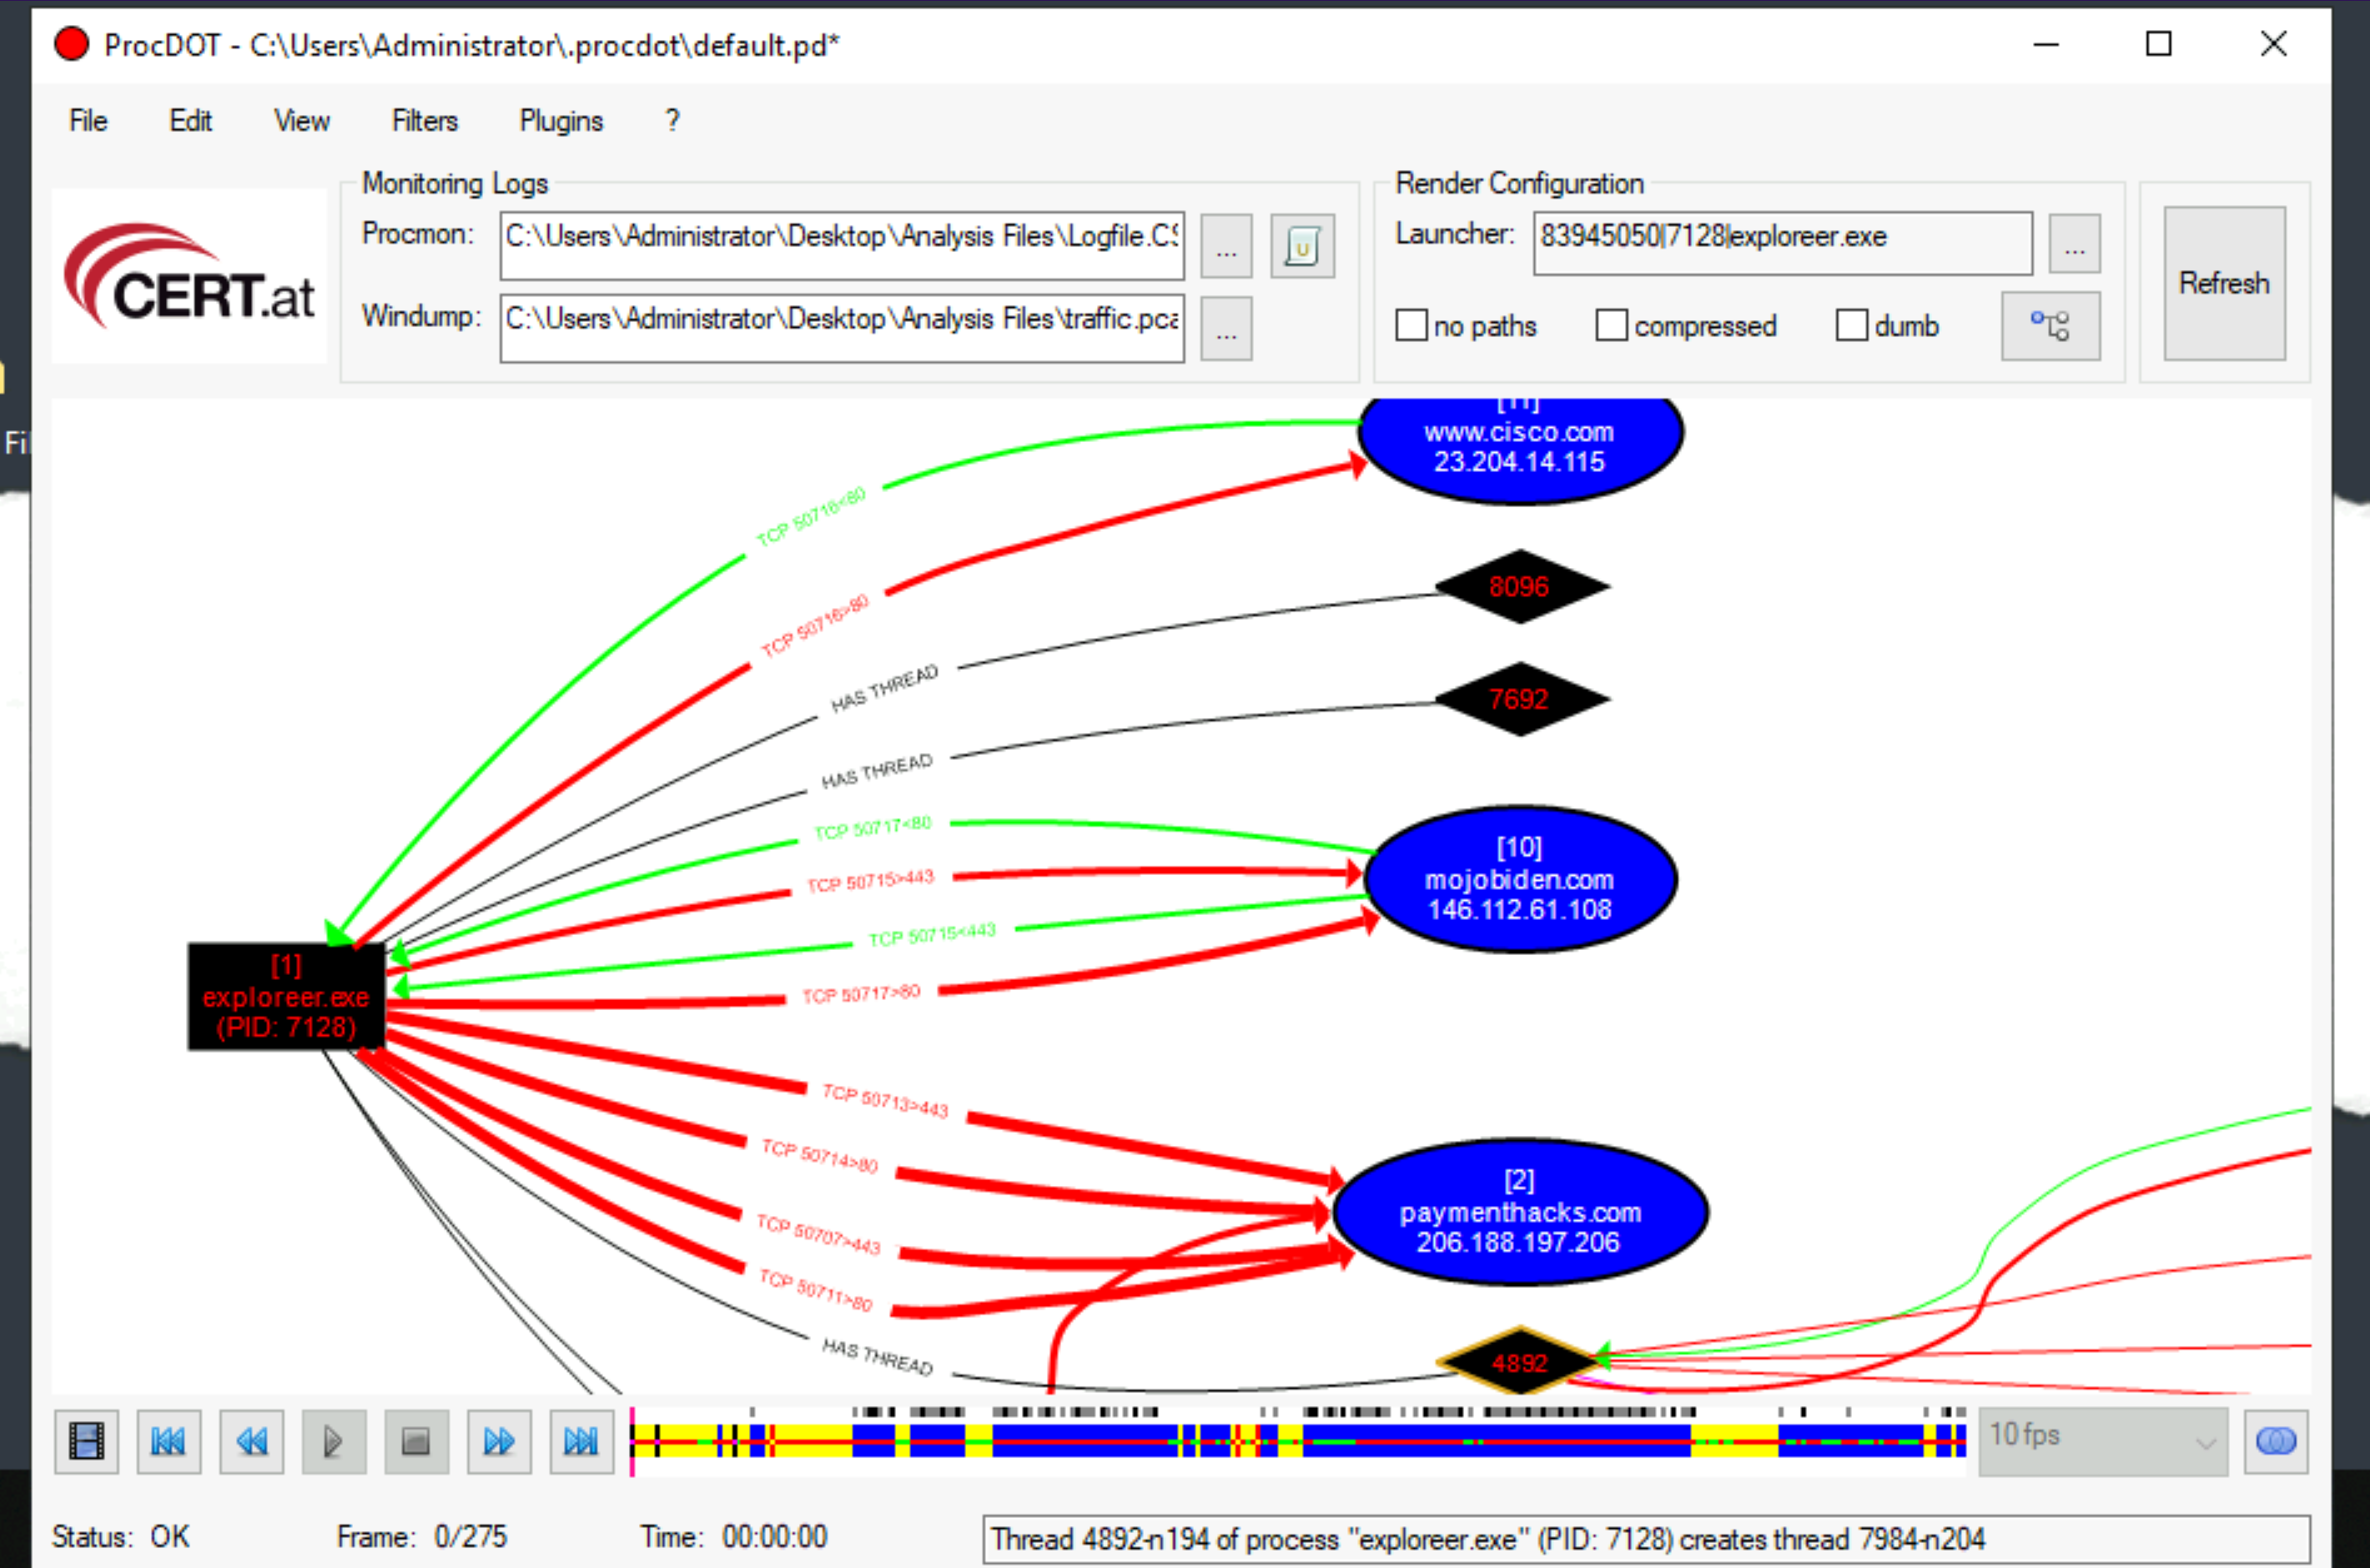 ProcDOT - C:\Users\Administrator\.procdot\default.pd*
File Edit View Filters Plugins ?
CERT.at
Monitoring Logs
Procmon: C:\Users\Administrator\Desktop\Analysis Files\Logfile.CS ...
Windump: C:\Users\Administrator\Desktop\Analysis Files\traffic.pca ...
Render Configuration
Launcher: 83945050|7128|exploreer.exe ...
no paths compressed dumb
Refresh
Fil
[11]
www.cisco.com
23.204.14.115
TCP 50716<80
TCP 50716>80
8096
HAS THREAD
7692
HAS THREAD
TCP 50717<80
TCP 50715>443
TCP 50715<443
TCP 50717>80
[10]
mojobiden.com
146.112.61.108
[1]
exploreer.exe
(PID: 7128)
TCP 50713>443
TCP 50714>80
TCP 50707>443
TCP 50711>80
[2]
paymenthacks.com
206.188.197.206
HAS THREAD
4892
10 fps
Status: OK Frame: 0/275 Time: 00:00:00 Thread 4892-n194 of process "exploreer.exe" (PID: 7128) creates thread 7984-n204